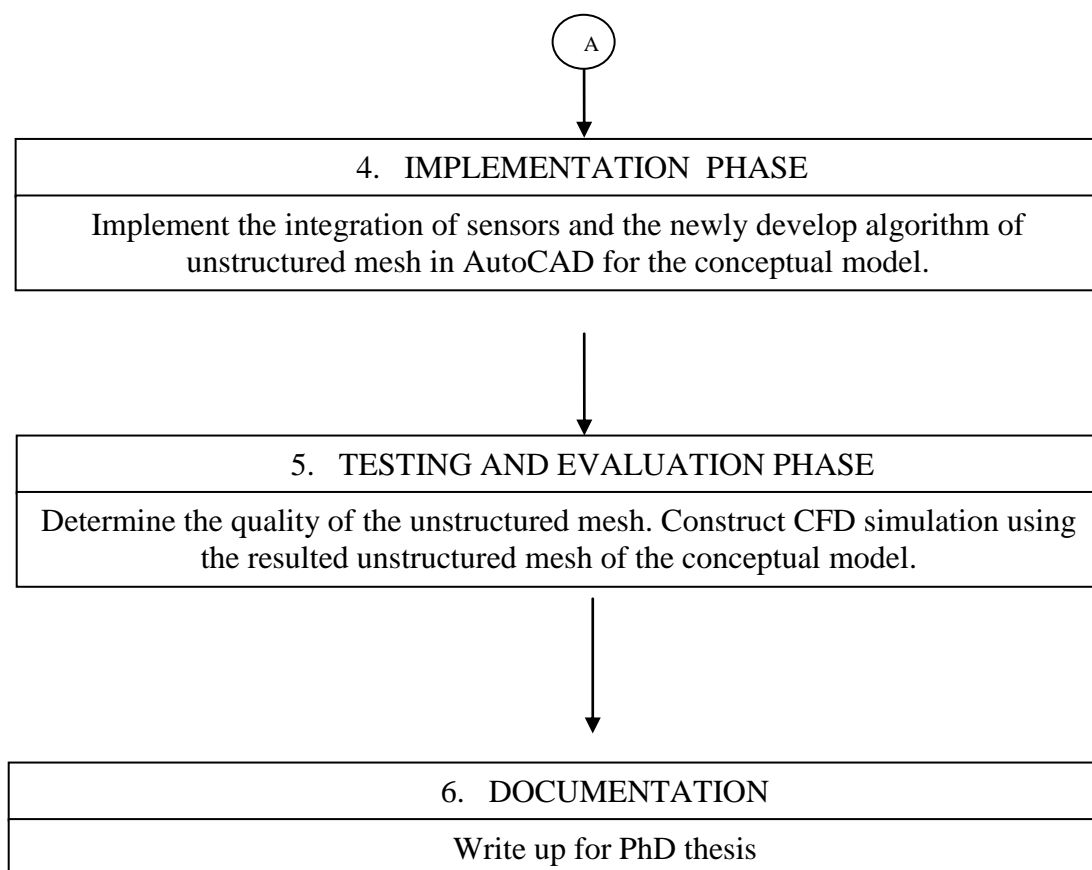 A
4. IMPLEMENTATION PHASE
Implement the integration of sensors and the newly develop algorithm of
unstructured mesh in AutoCAD for the conceptual model.
5. TESTING AND EVALUATION PHASE
Determine the quality of the unstructured mesh. Construct CFD simulation using
the resulted unstructured mesh of the conceptual model.
6. DOCUMENTATION
Write up for PhD thesis